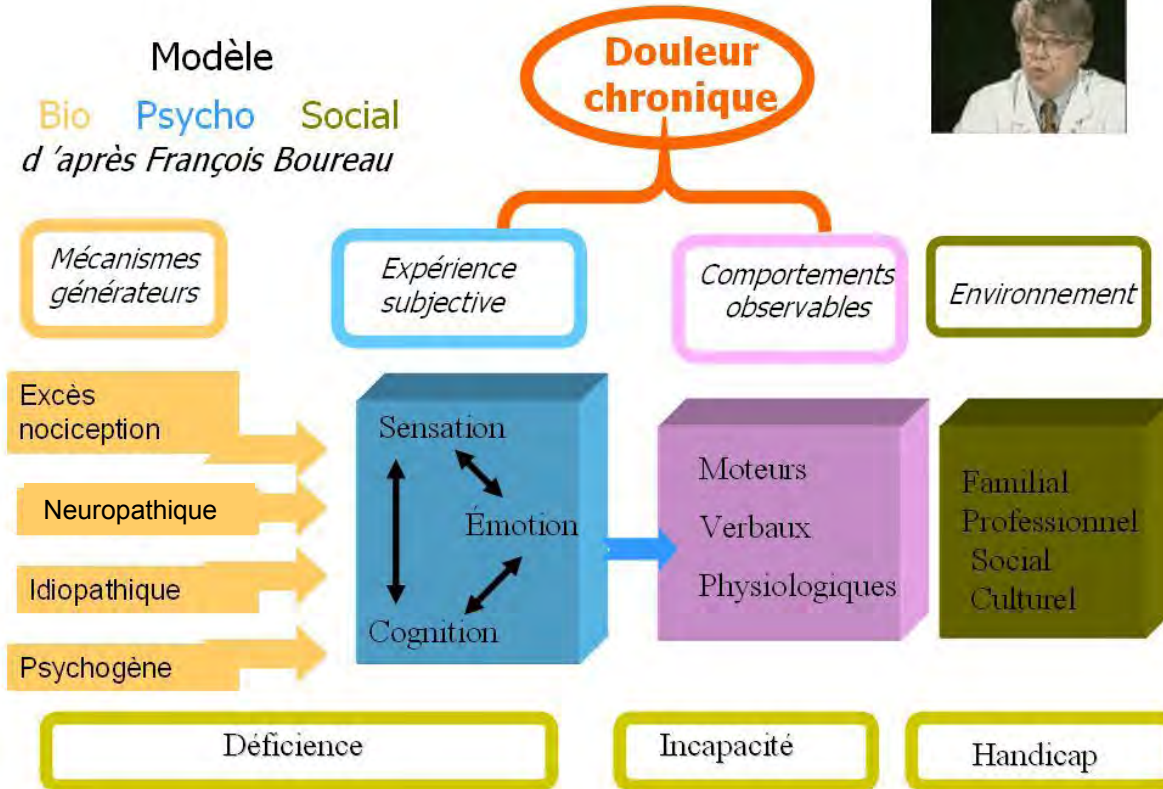 Modèle
Bio Psycho Social
d 'après François Boureau
Douleur
chronique
Mécanismes
générateurs
Expérience
subjective
Comportements
observables
Environnement
Excès
nociception
Neuropathique
Idiopathique
Psychogène
Sensation
Émotion
Cognition
Moteurs
Verbaux
Physiologiques
Familial
Professionnel
Social
Culturel
Déficience
Incapacité
Handicap